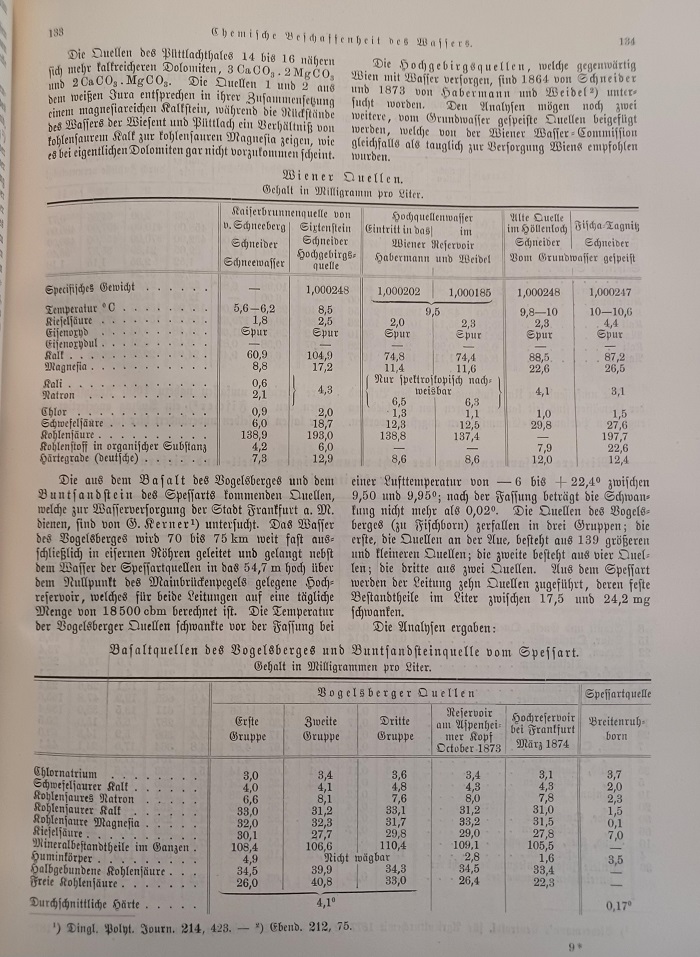 133
Chemische Beschaffenheit des Wassers.
134
Die Quellen des Püttlachthales 14 bis 16 nähern
sich mehr kalkreicheren Dolomiten, 3 CaCO₃ . 2 MgCO₃
und 2 CaCO₃ . MgCO₃. Die Quellen 1 und 2 aus
dem weißen Jura entsprechen in ihrer Zusammensetzung
einem magnesiareichen Kalkstein, während die Rückstände
des Wassers der Wiesent und Püttlach ein Verhältniß von
kohlensaurem Kalk zur kohlensauren Magnesia zeigen, wie
es bei eigentlichen Dolomiten gar nicht vorzukommen scheint.
Die Hochgebirgsquellen, welche gegenwärtig
Wien mit Wasser versorgen, sind 1864 von Schneider
und 1873 von Habermann und Weidel²) unter-
sucht worden. Den Analysen mögen noch zwei
weitere, vom Grundwasser gespeiste Quellen beigefügt
werden, welche von der Wiener Wasser-Commission
gleichfalls als tauglich zur Versorgung Wiens empfohlen
wurden.
Wiener Quellen.
Gehalt in Milligramm pro Liter.
Kaiserbrunnenquelle von Hochquellenwasser Alte Quelle Fischa-Dagnitz
v. Schneeberg Sixtenstein Eintritt in das im im Höllenloch
Schneider Schneider Wiener Reservoir Schneider Schneider
Schneewasser Hochgebirgs-quelle Habermann und Weidel Vom Grundwasser gespeist
Specifisches Gewicht — 1,000248 1,000202 1,000185 1,000248 1,000247
Temperatur °C 5,6–6,2 8,5 9,5 9,8–10 10–10,6
Kieselsäure 1,8 2,5 2,0 2,3 2,3 4,4
Eisenoxyd Spur Spur Spur Spur Spur Spur
Eisenoxydul — — — — — —
Kalk 60,9 104,9 74,8 74,4 88,5 87,2
Magnesia 8,8 17,2 11,4 11,6 22,6 26,5
Kali 0,6 4,3 Nur spektroskopisch nach-weisbar 4,1 3,1
Natron 2,1 6,5 6,3
Chlor 0,9 2,0 1,3 1,1 1,0 1,5
Schwefelsäure 6,0 18,7 12,3 12,5 29,8 27,6
Kohlensäure 138,9 193,0 138,8 137,4 — 197,7
Kohlenstoff in organischer Substanz 4,2 6,0 — — 7,9 22,6
Härtegrade (deutsche) 7,3 12,9 8,6 8,6 12,0 12,4
Die aus dem Basalt des Vogelsberges und dem
Buntsandstein des Spessarts kommenden Quellen,
welche zur Wasserversorgung der Stadt Frankfurt a. M.
dienen, sind von G. Kerner¹) untersucht. Das Wasser
des Vogelsberges wird 70 bis 75 km weit fast aus-
schließlich in eisernen Röhren geleitet und gelangt nebst
dem Wasser der Spessartquellen in das 54,7 m hoch über
dem Nullpunkt des Mainbrückenpegels gelegene Hoch-
reservoir, welches für beide Leitungen auf eine tägliche
Menge von 18 500 cbm berechnet ist. Die Temperatur
der Vogelsberger Quellen schwankte vor der Fassung bei
einer Lufttemperatur von — 6 bis + 22,4° zwischen
9,50 und 9,95°; nach der Fassung beträgt die Schwan-
kung nicht mehr als 0,02°. Die Quellen des Vogels-
berges (zu Fischborn) zerfallen in drei Gruppen; die
erste, die Quellen an der Aue, besteht aus 139 größeren
und kleineren Quellen; die zweite besteht aus vier Quel-
len; die dritte aus zwei Quellen. Aus dem Spessart
werden der Leitung zehn Quellen zugeführt, deren feste
Bestandtheile im Liter zwischen 17,5 und 24,2 mg
schwanken.
Die Analysen ergaben:
Basaltquellen des Vogelsberges und Buntsandsteinquelle vom Spessart.
Gehalt in Milligrammen pro Liter.
Vogelsberger Quellen Spessartquelle
Erste Gruppe Zweite Gruppe Dritte Gruppe Reservoir am Aspenhei-mer Kopf October 1873 Hochreservoir bei Frankfurt März 1874 Breitenruh-born
Chlornatrium 3,0 3,4 3,6 3,4 3,1 3,7
Schwefelsaurer Kalk 4,0 4,1 4,8 4,3 4,3 2,0
Kohlensaures Natron 6,6 8,1 7,6 8,0 7,8 2,3
Kohlensaurer Kalk 33,0 31,2 33,1 31,2 31,0 1,5
Kohlensaure Magnesia 32,0 32,3 31,7 33,2 31,5 0,1
Kieselsäure 30,1 27,7 29,8 29,0 27,8 7,0
Mineralbestandtheile im Ganzen 108,4 106,6 110,4 109,1 105,5 —
Huminkörper 4,9 Nicht wägbar 2,8 1,6 3,5
Halbgebundene Kohlensäure 34,5 39,9 34,3 34,5 33,4 —
Freie Kohlensäure 26,0 40,8 33,0 26,4 22,3 —
Durchschnittliche Härte 4,1° 0,17°
¹) Dingl. Polyt. Journ. 214, 423. — ²) Ebend. 212, 75.
9*